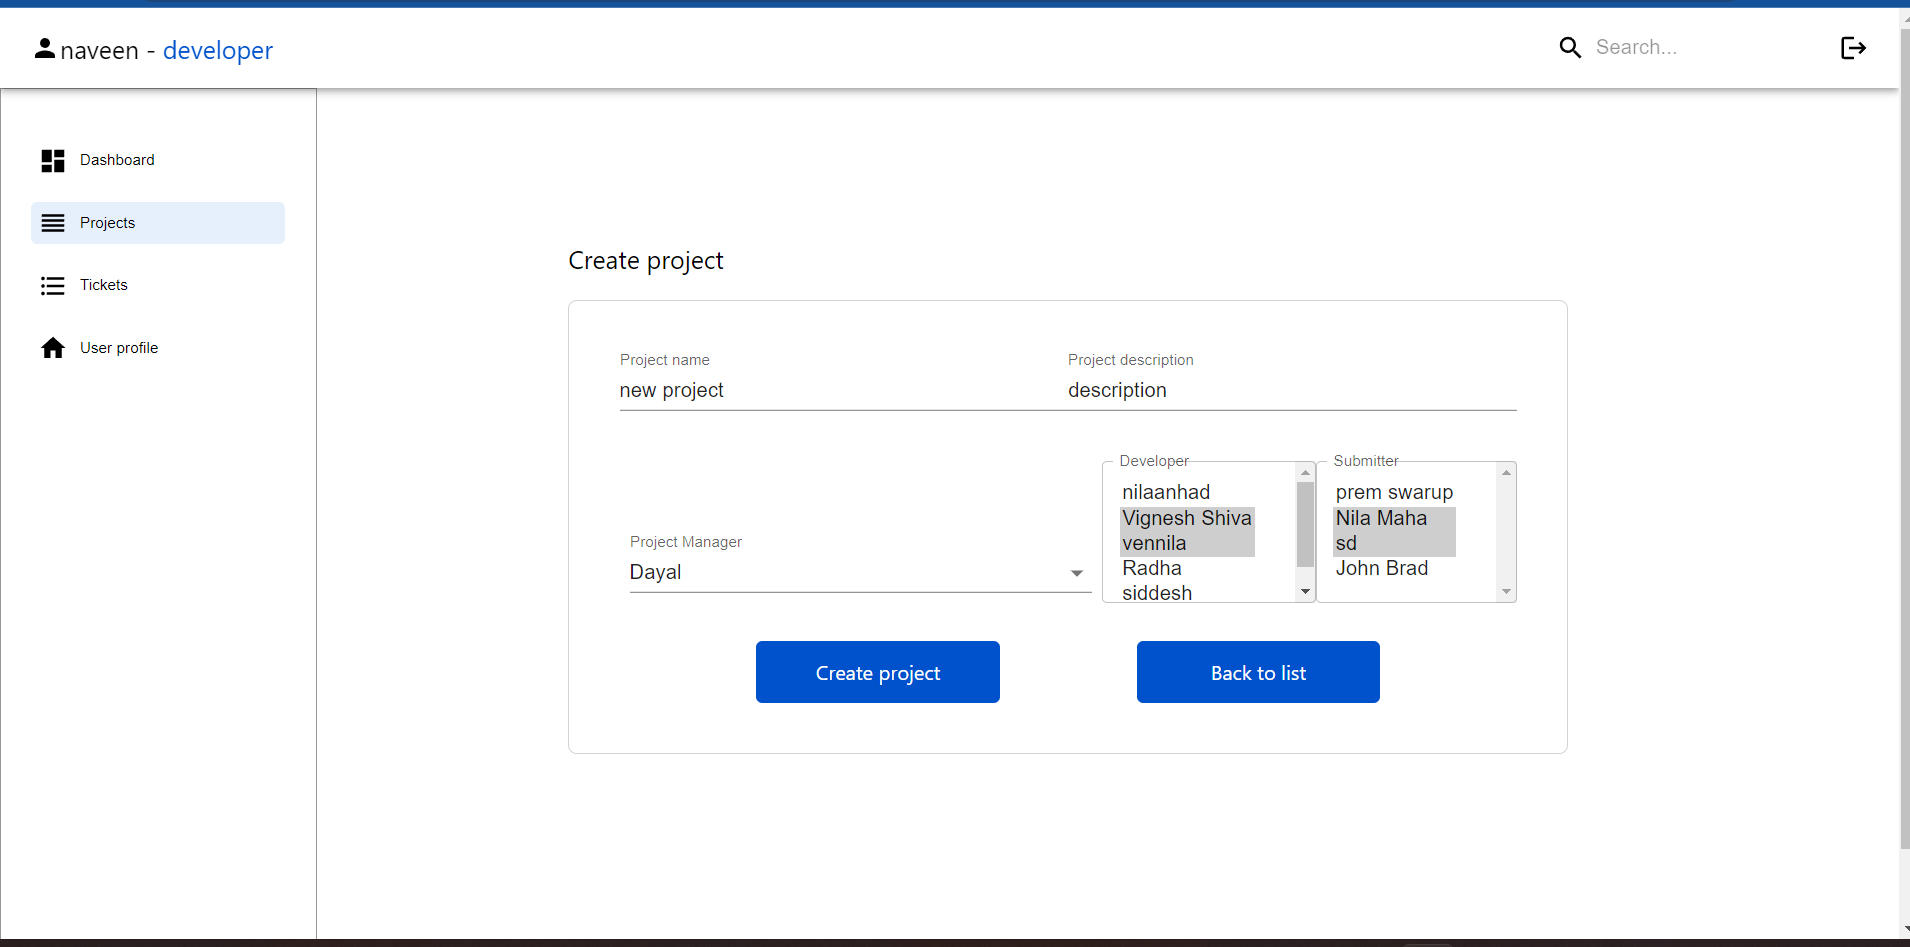 naveen - developer
Search...
Dashboard
Projects
Tickets
User profile
Create project
Project name
new project
Project description
description
Project Manager
Dayal
Developer
nilaanhad
Vignesh Shiva
vennila
Radha
siddesh
Submitter
prem swarup
Nila Maha
sd
John Brad
Create project
Back to list